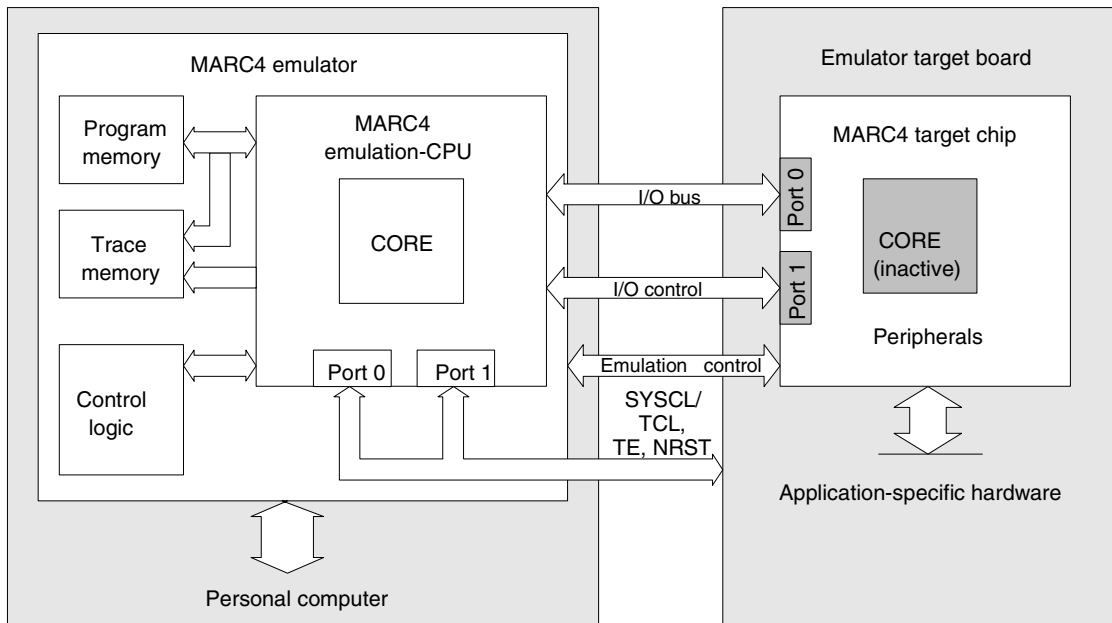 MARC4 emulator
Program
memory
Trace
memory
Control
logic
MARC4
emulation-CPU
CORE
Port 0
Port 1
Personal computer
I/O bus
I/O control
Emulation control
SYSCL/
TCL,
TE, NRST
Emulator target board
MARC4 target chip
Port 0
Port 1
CORE
(inactive)
Peripherals
Application-specific hardware